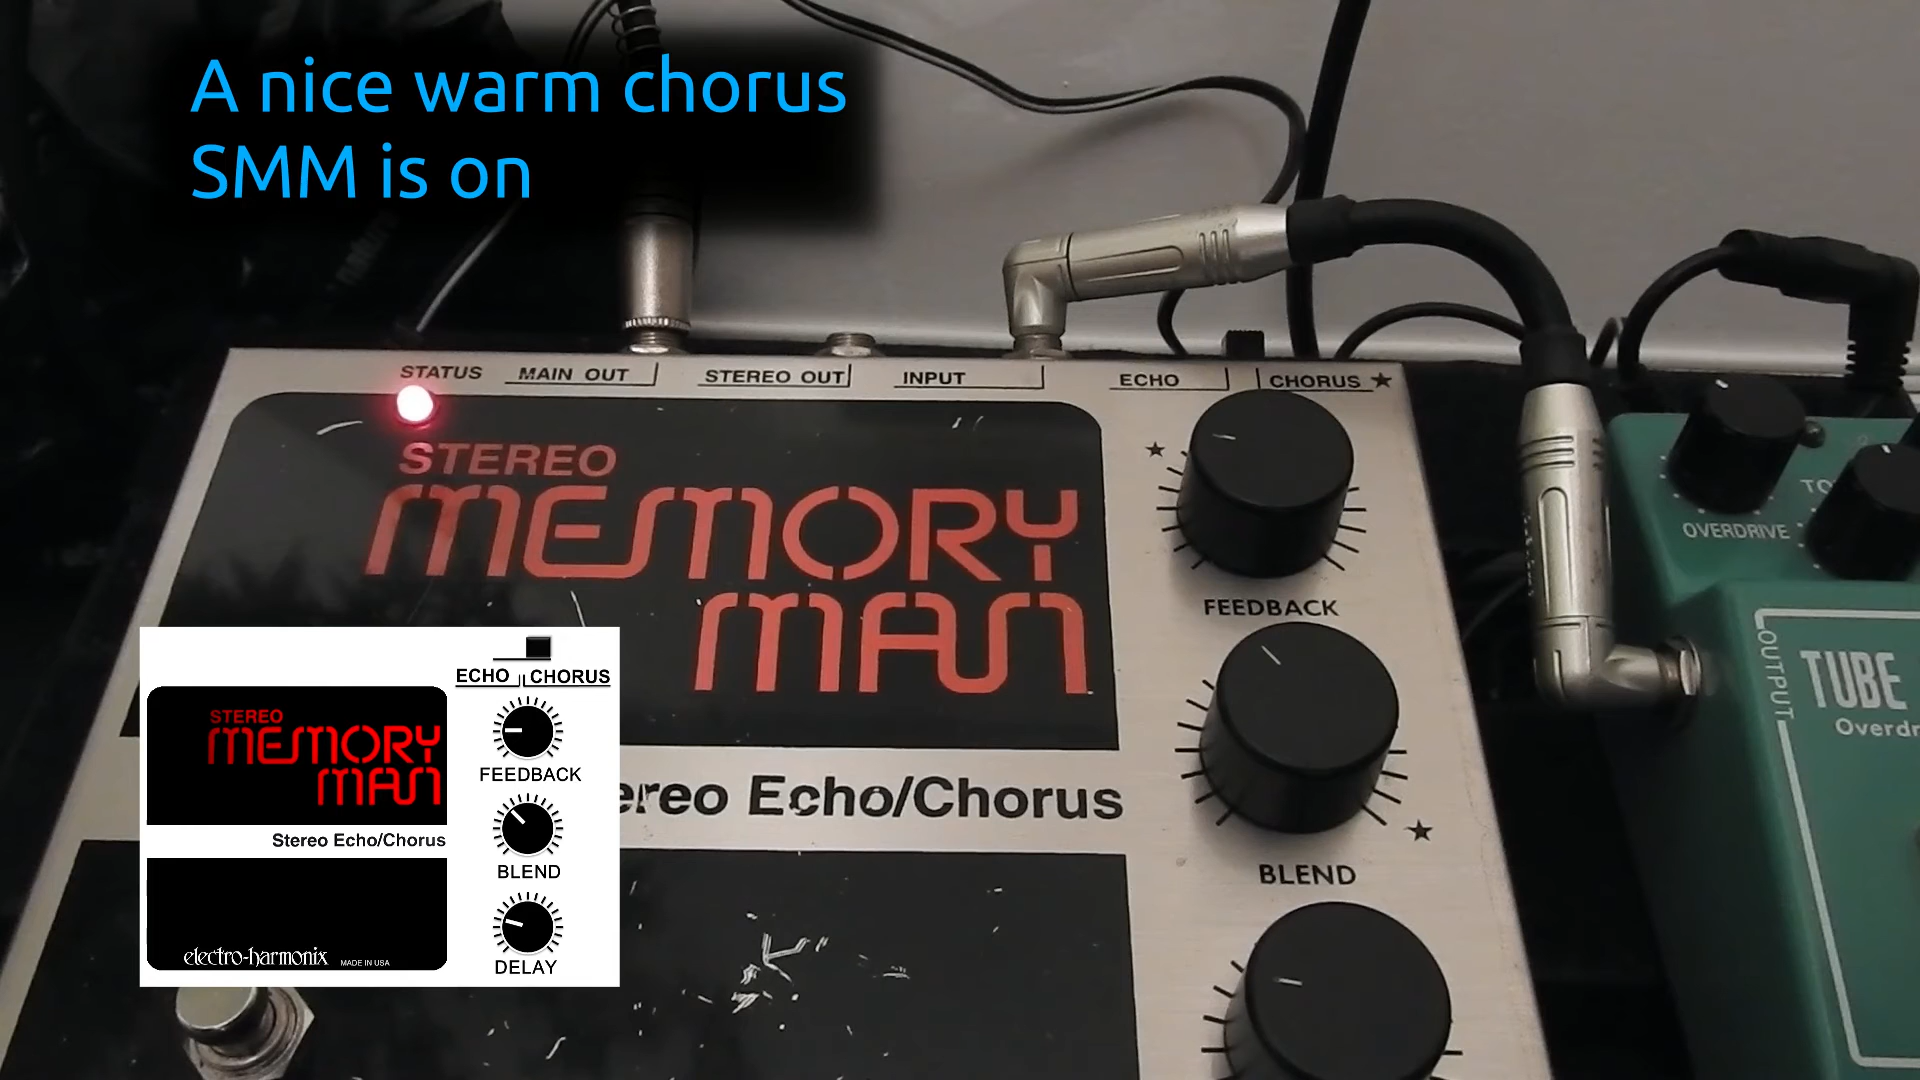 A nice warm chorus
SMM is on
STATUS
MAIN OUT
STEREO OUT
INPUT
ECHO
CHORUS ★
STEREO
MEMORY
MAN
FEEDBACK
BLEND
Echo/Chorus
OVERDRIVE
OUTPUT
TUBE
ECHO
CHORUS
STEREO
MEMORY
MAN
FEEDBACK
Stereo Echo/Chorus
BLEND
electro-harmonix
MADE IN USA
DELAY